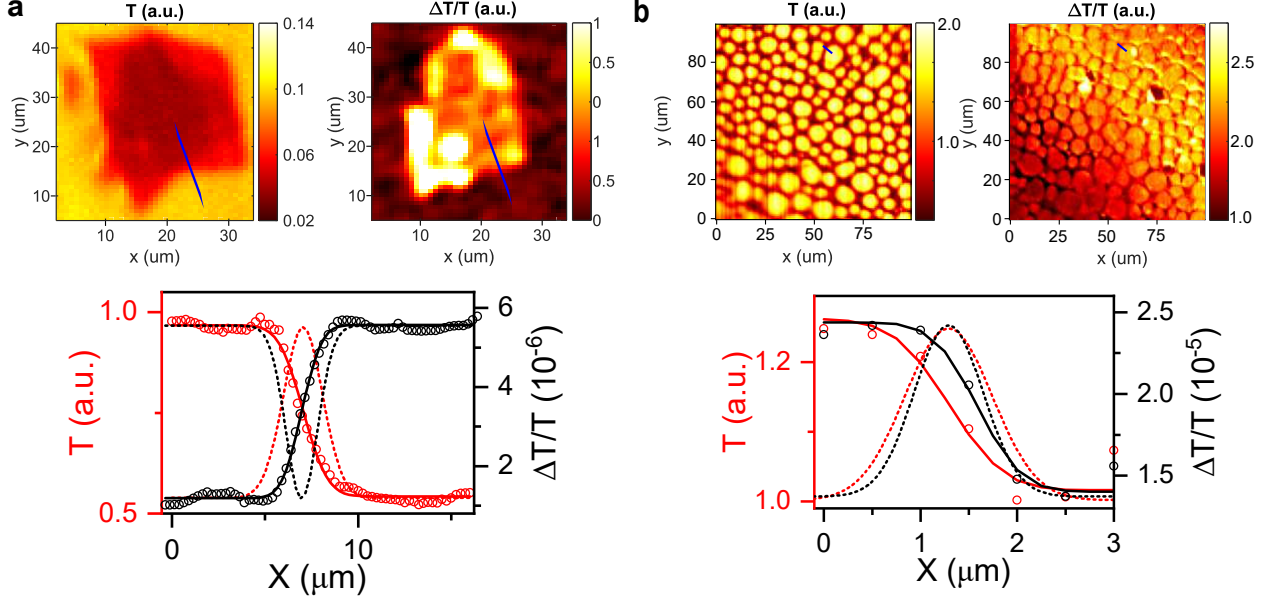 a
T (a.u.)
ΔT/T (a.u.)
b
T (a.u.)
ΔT/T (a.u.)
40
30
20
10
y (um)
10 20 30
x (um)
0.14
0.10
0.06
0.02
40
30
20
10
y (um)
10 20 30
x (um)
1
0.5
0
1
0.5
0
80
60
40
20
0
y (um)
0 25 50 75
x (um)
2.0
1.0
80
60
40
20
0
y (um)
0 25 50 75
x (um)
2.5
2.0
1.0
1.0
0.5
T (a.u.)
0 10
X (μm)
6
4
2
ΔT/T (10⁻⁶)
1.2
1.0
T (a.u.)
0 1 2 3
X (μm)
2.5
2.0
1.5
ΔT/T (10⁻⁵)